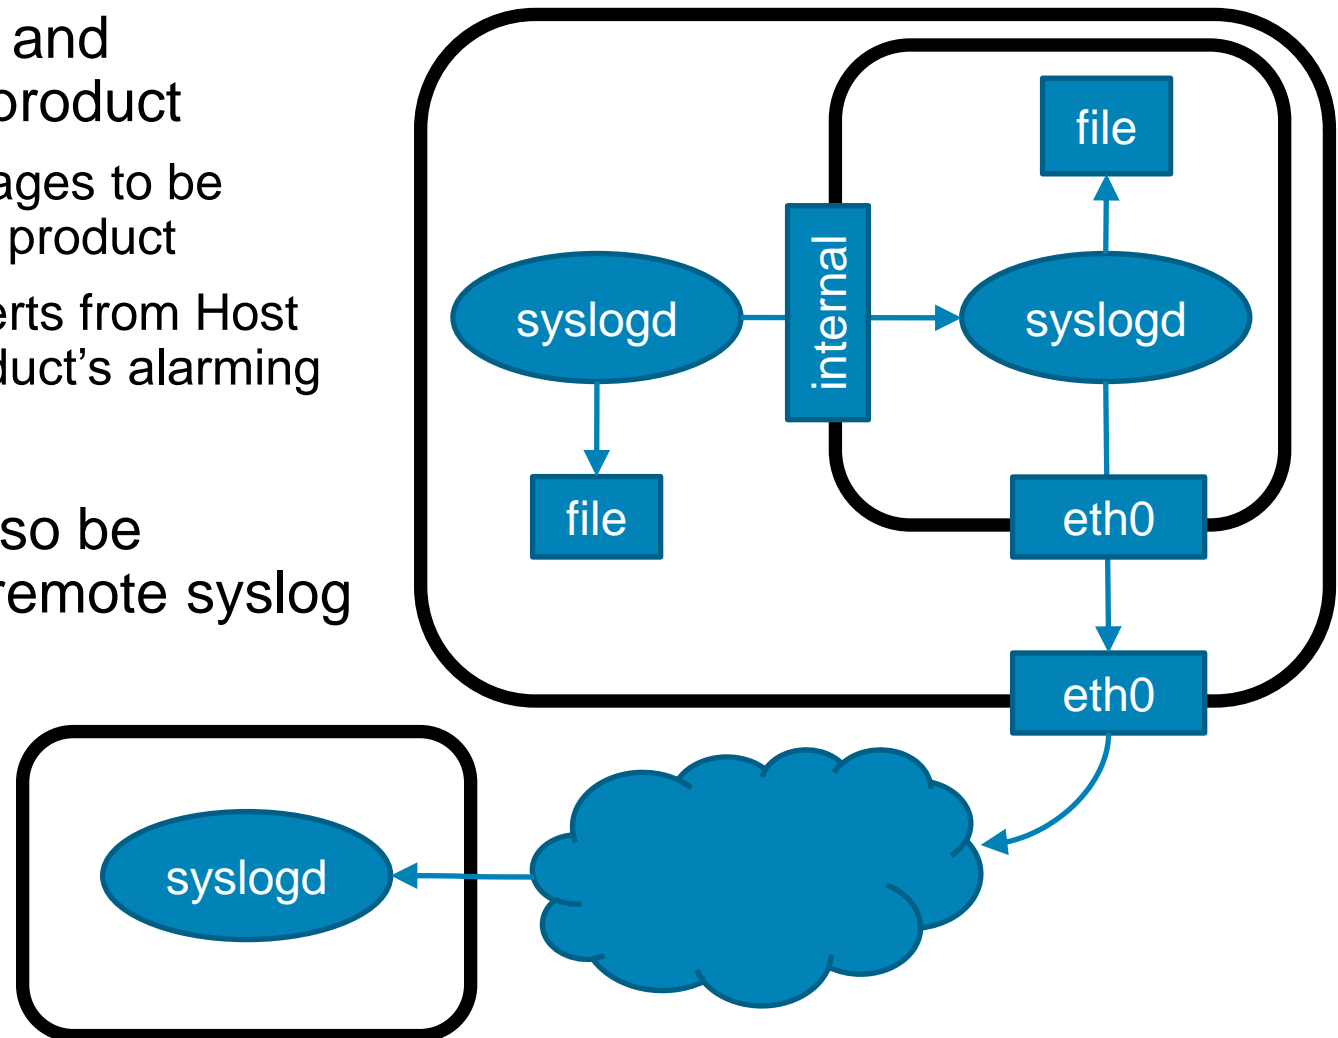 and
product
ages to be
product
erts from Host
duct’s alarming
so be
remote syslog
file
internal
syslogd
syslogd
file
eth0
eth0
syslogd